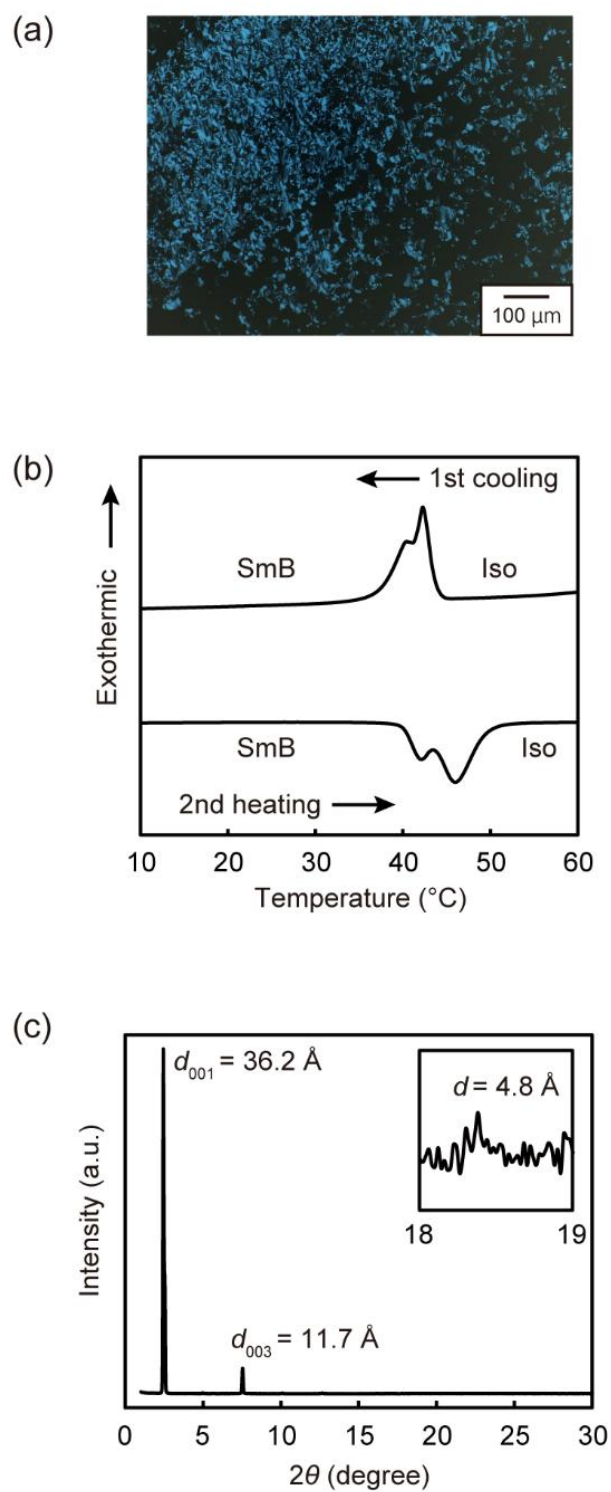 (a)
100 µm
(b)
Exothermic
1st cooling
SmB
Iso
SmB
Iso
2nd heating
10 20 30 40 50 60
Temperature (°C)
(c)
Intensity (a.u.)
d001 = 36.2 Å
d = 4.8 Å
18 19
d003 = 11.7 Å
0 5 10 15 20 25 30
2θ (degree)